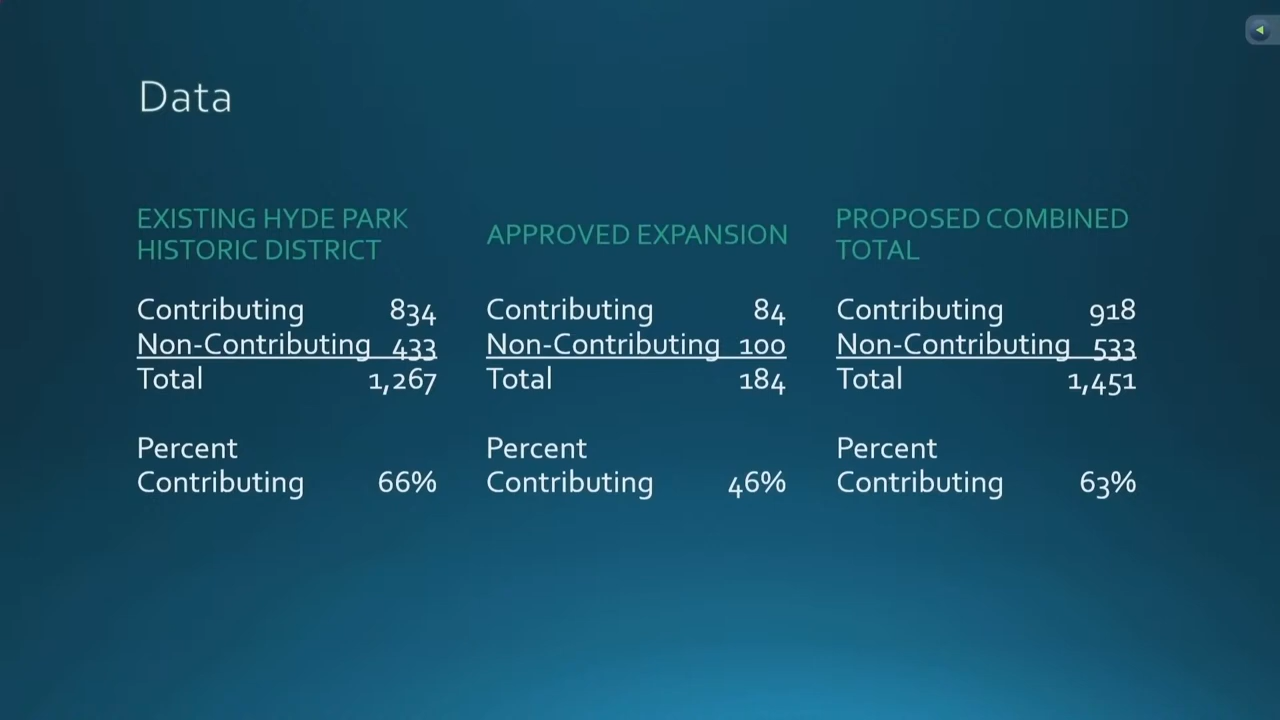 Data
EXISTING HYDE PARK
HISTORIC DISTRICT
Contributing 834
Non-Contributing 433
Total 1,267
Percent
Contributing 66%
APPROVED EXPANSION
Contributing 84
Non-Contributing 100
Total 184
Percent
Contributing 46%
PROPOSED COMBINED
TOTAL
Contributing 918
Non-Contributing 533
Total 1,451
Percent
Contributing 63%